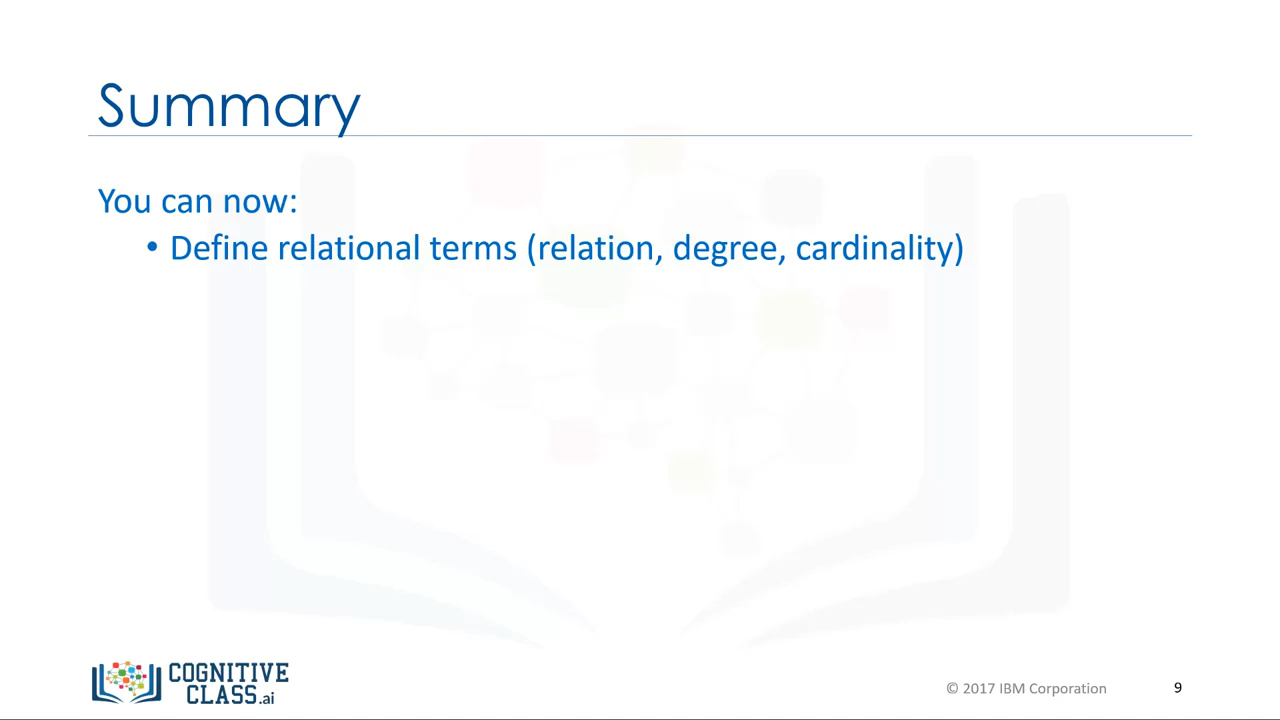 Summary
You can now:
• Define relational terms (relation, degree, cardinality)
COGNITIVE
CLASS.ai
© 2017 IBM Corporation 9